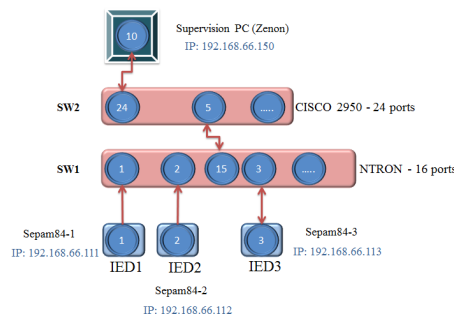 Supervision PC (Zenon)
10
IP: 192.168.66.150
SW2
24
5
.....
CISCO 2950 - 24 ports
SW1
1
2
15
3
.....
NTRON - 16 ports
Sepam84-1
IP: 192.168.66.111
1
2
3
Sepam84-3
IP: 192.168.66.113
IED1
IED2
IED3
Sepam84-2
IP: 192.168.66.112